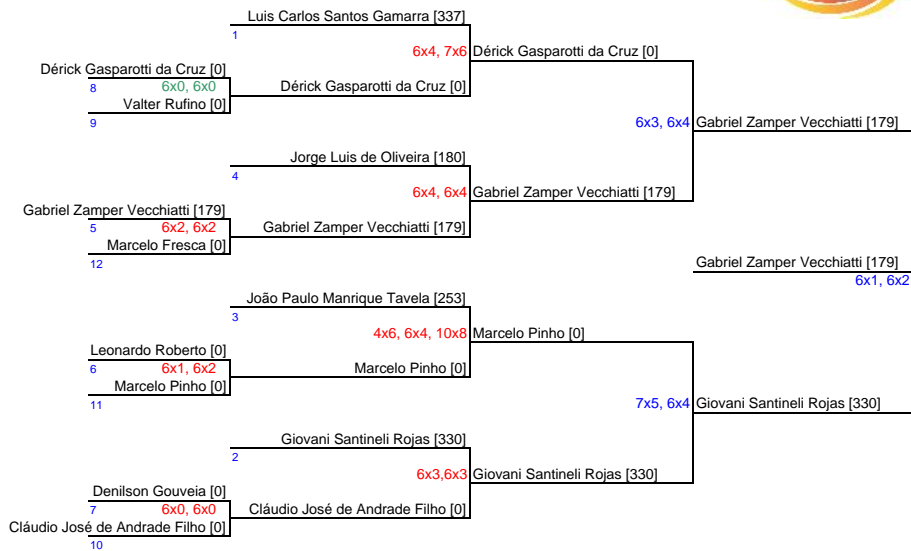 Luis Carlos Santos Gamarra [337]
1
6x4, 7x6 Dérick Gasparotti da Cruz [0]
Dérick Gasparotti da Cruz [0]
8 6x0, 6x0
Dérick Gasparotti da Cruz [0]
Valter Rufino [0]
9
6x3, 6x4 Gabriel Zamper Vecchiatti [179]
Jorge Luis de Oliveira [180]
4
6x4, 6x4 Gabriel Zamper Vecchiatti [179]
Gabriel Zamper Vecchiatti [179]
5 6x2, 6x2
Gabriel Zamper Vecchiatti [179]
Marcelo Fresca [0]
12
Gabriel Zamper Vecchiatti [179]
6x1, 6x2
João Paulo Manrique Tavela [253]
3
4x6, 6x4, 10x8 Marcelo Pinho [0]
Leonardo Roberto [0]
6 6x1, 6x2
Marcelo Pinho [0]
Marcelo Pinho [0]
11
7x5, 6x4 Giovani Santineli Rojas [330]
Giovani Santineli Rojas [330]
2
6x3,6x3 Giovani Santineli Rojas [330]
Denilson Gouveia [0]
7 6x0, 6x0
Cláudio José de Andrade Filho [0]
Cláudio José de Andrade Filho [0]
10